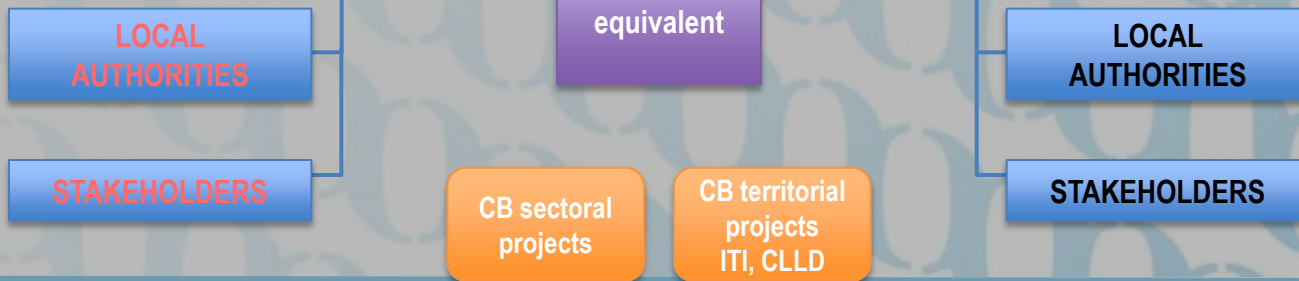 equivalent
LOCAL
AUTHORITIES
LOCAL
AUTHORITIES
STAKEHOLDERS
STAKEHOLDERS
CB sectoral
projects
CB territorial
projects
ITI, CLLD